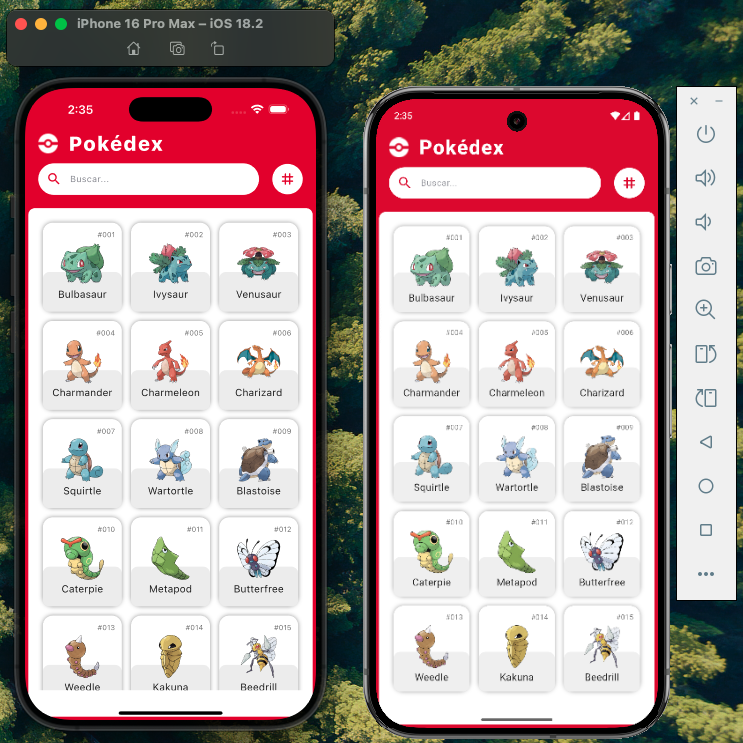 iPhone 16 Pro Max – iOS 18.2
2:35
Pokédex
Buscar...
#001 #002 #003
Bulbasaur Ivysaur Venusaur
#004 #005 #006
Charmander Charmeleon Charizard
#007 #008 #009
Squirtle Wartortle Blastoise
#010 #011 #012
Caterpie Metapod Butterfree
#013 #014 #015
Weedle Kakuna Beedrill
2:35
Pokédex
Buscar...
#001 #002 #003
Bulbasaur Ivysaur Venusaur
#004 #005 #006
Charmander Charmeleon Charizard
#007 #008 #009
Squirtle Wartortle Blastoise
#010 #011 #012
Caterpie Metapod Butterfree
#013 #014 #015
Weedle Kakuna Beedrill